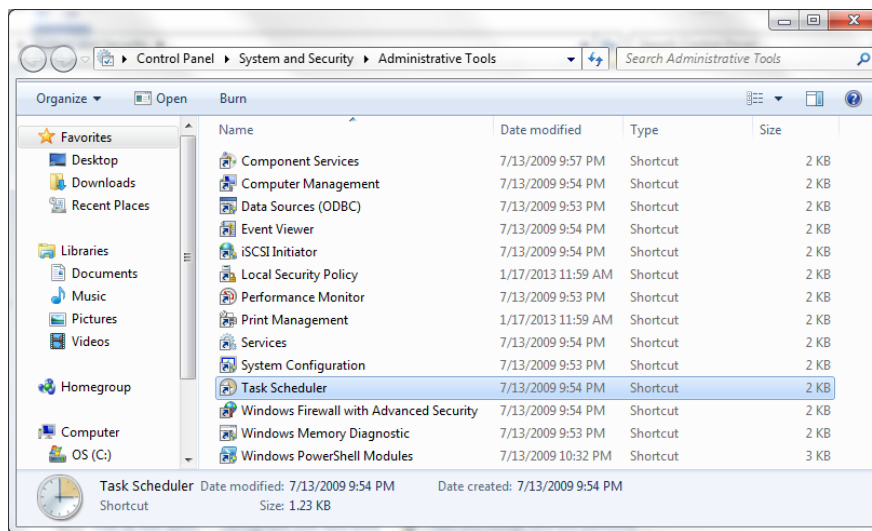 Control Panel ▸ System and Security ▸ Administrative Tools
Search Administrative Tools
Organize Open Burn
Favorites
Desktop
Downloads
Recent Places
Libraries
Documents
Music
Pictures
Videos
Homegroup
Computer
OS (C:)
Name Date modified Type Size
Component Services 7/13/2009 9:57 PM Shortcut 2 KB
Computer Management 7/13/2009 9:54 PM Shortcut 2 KB
Data Sources (ODBC) 7/13/2009 9:53 PM Shortcut 2 KB
Event Viewer 7/13/2009 9:54 PM Shortcut 2 KB
iSCSI Initiator 7/13/2009 9:54 PM Shortcut 2 KB
Local Security Policy 1/17/2013 11:59 AM Shortcut 2 KB
Performance Monitor 7/13/2009 9:53 PM Shortcut 2 KB
Print Management 1/17/2013 11:59 AM Shortcut 2 KB
Services 7/13/2009 9:54 PM Shortcut 2 KB
System Configuration 7/13/2009 9:53 PM Shortcut 2 KB
Task Scheduler 7/13/2009 9:54 PM Shortcut 2 KB
Windows Firewall with Advanced Security 7/13/2009 9:54 PM Shortcut 2 KB
Windows Memory Diagnostic 7/13/2009 9:53 PM Shortcut 2 KB
Windows PowerShell Modules 7/13/2009 10:32 PM Shortcut 3 KB
Task Scheduler Date modified: 7/13/2009 9:54 PM Date created: 7/13/2009 9:54 PM
Shortcut Size: 1.23 KB